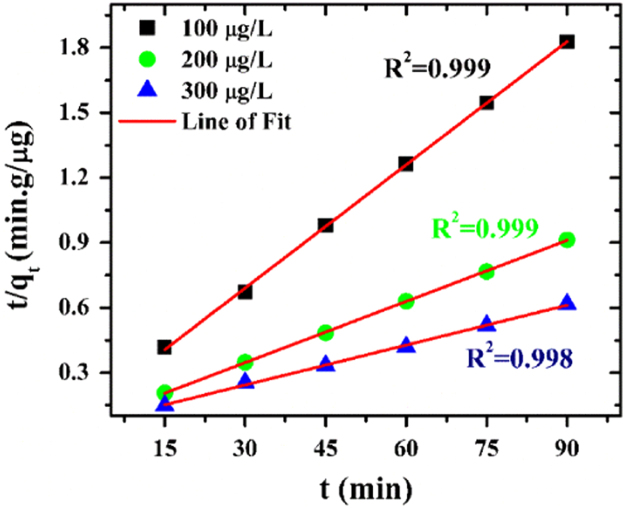 100 µg/L
200 µg/L
300 µg/L
Line of Fit
R²=0.999
R²=0.999
R²=0.998
t/qₜ (min.g/µg)
1.8
1.5
1.2
0.9
0.6
0.3
15 30 45 60 75 90
t (min)